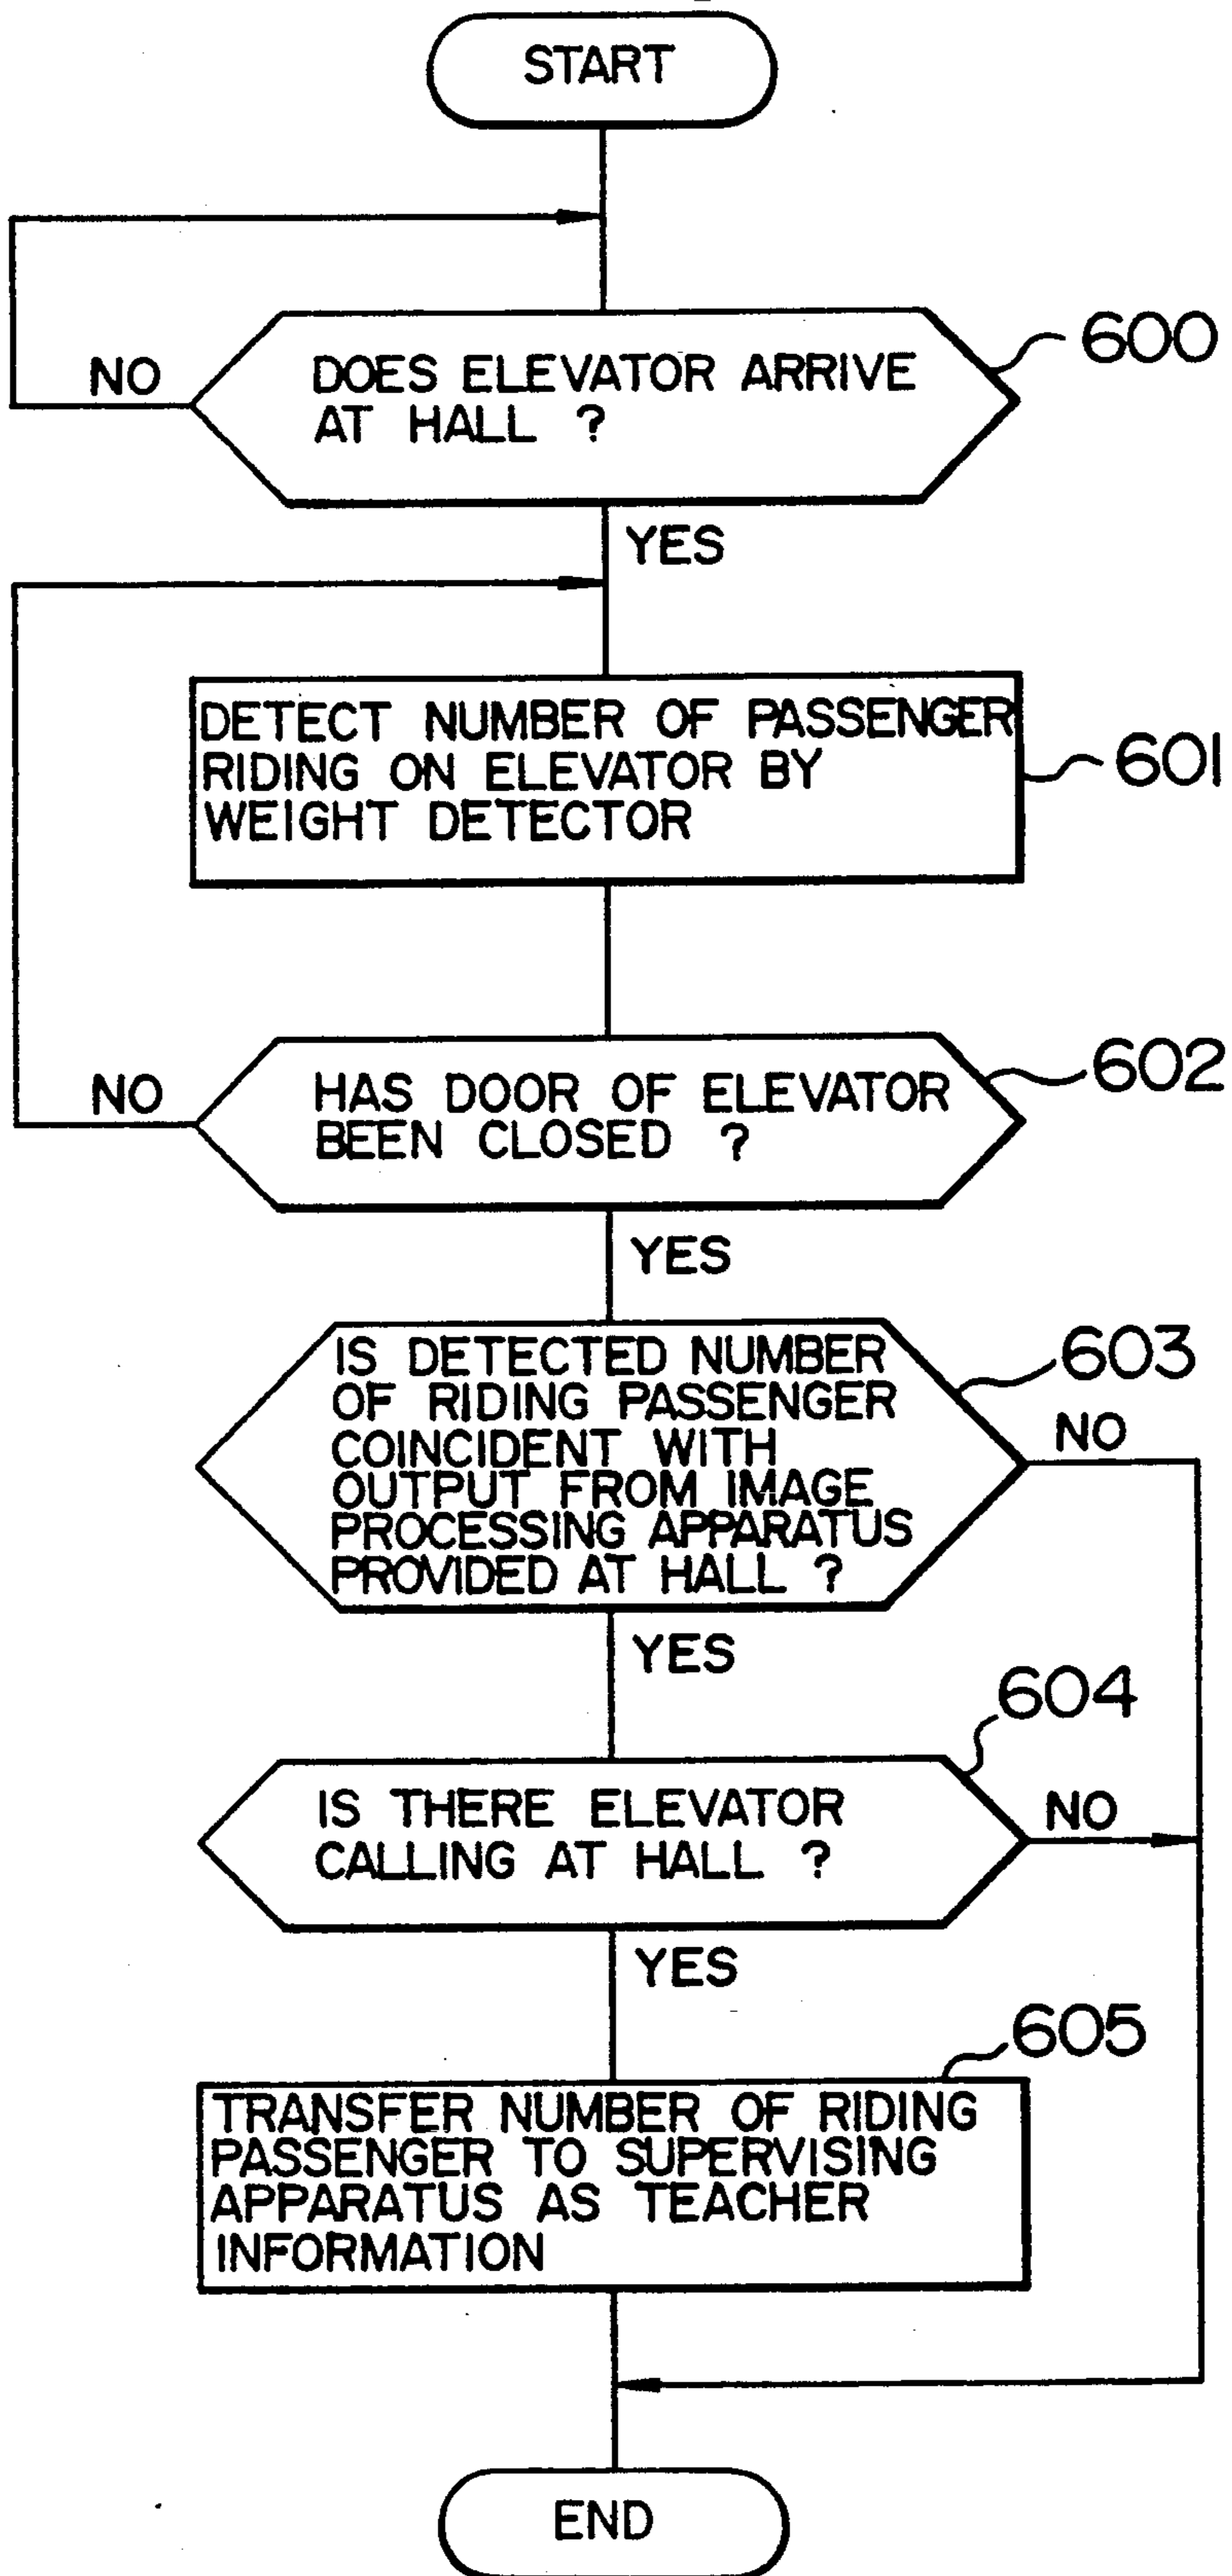 START
600
NO
DOES ELEVATOR ARRIVE
AT HALL ?
YES
DETECT NUMBER OF PASSENGER
RIDING ON ELEVATOR BY
WEIGHT DETECTOR
601
602
NO
HAS DOOR OF ELEVATOR
BEEN CLOSED ?
YES
603
IS DETECTED NUMBER
OF RIDING PASSENGER
COINCIDENT WITH
OUTPUT FROM IMAGE
PROCESSING APPARATUS
PROVIDED AT HALL ?
NO
YES
604
IS THERE ELEVATOR
CALLING AT HALL ?
NO
YES
605
TRANSFER NUMBER OF RIDING
PASSENGER TO SUPERVISING
APPARATUS AS TEACHER
INFORMATION
END